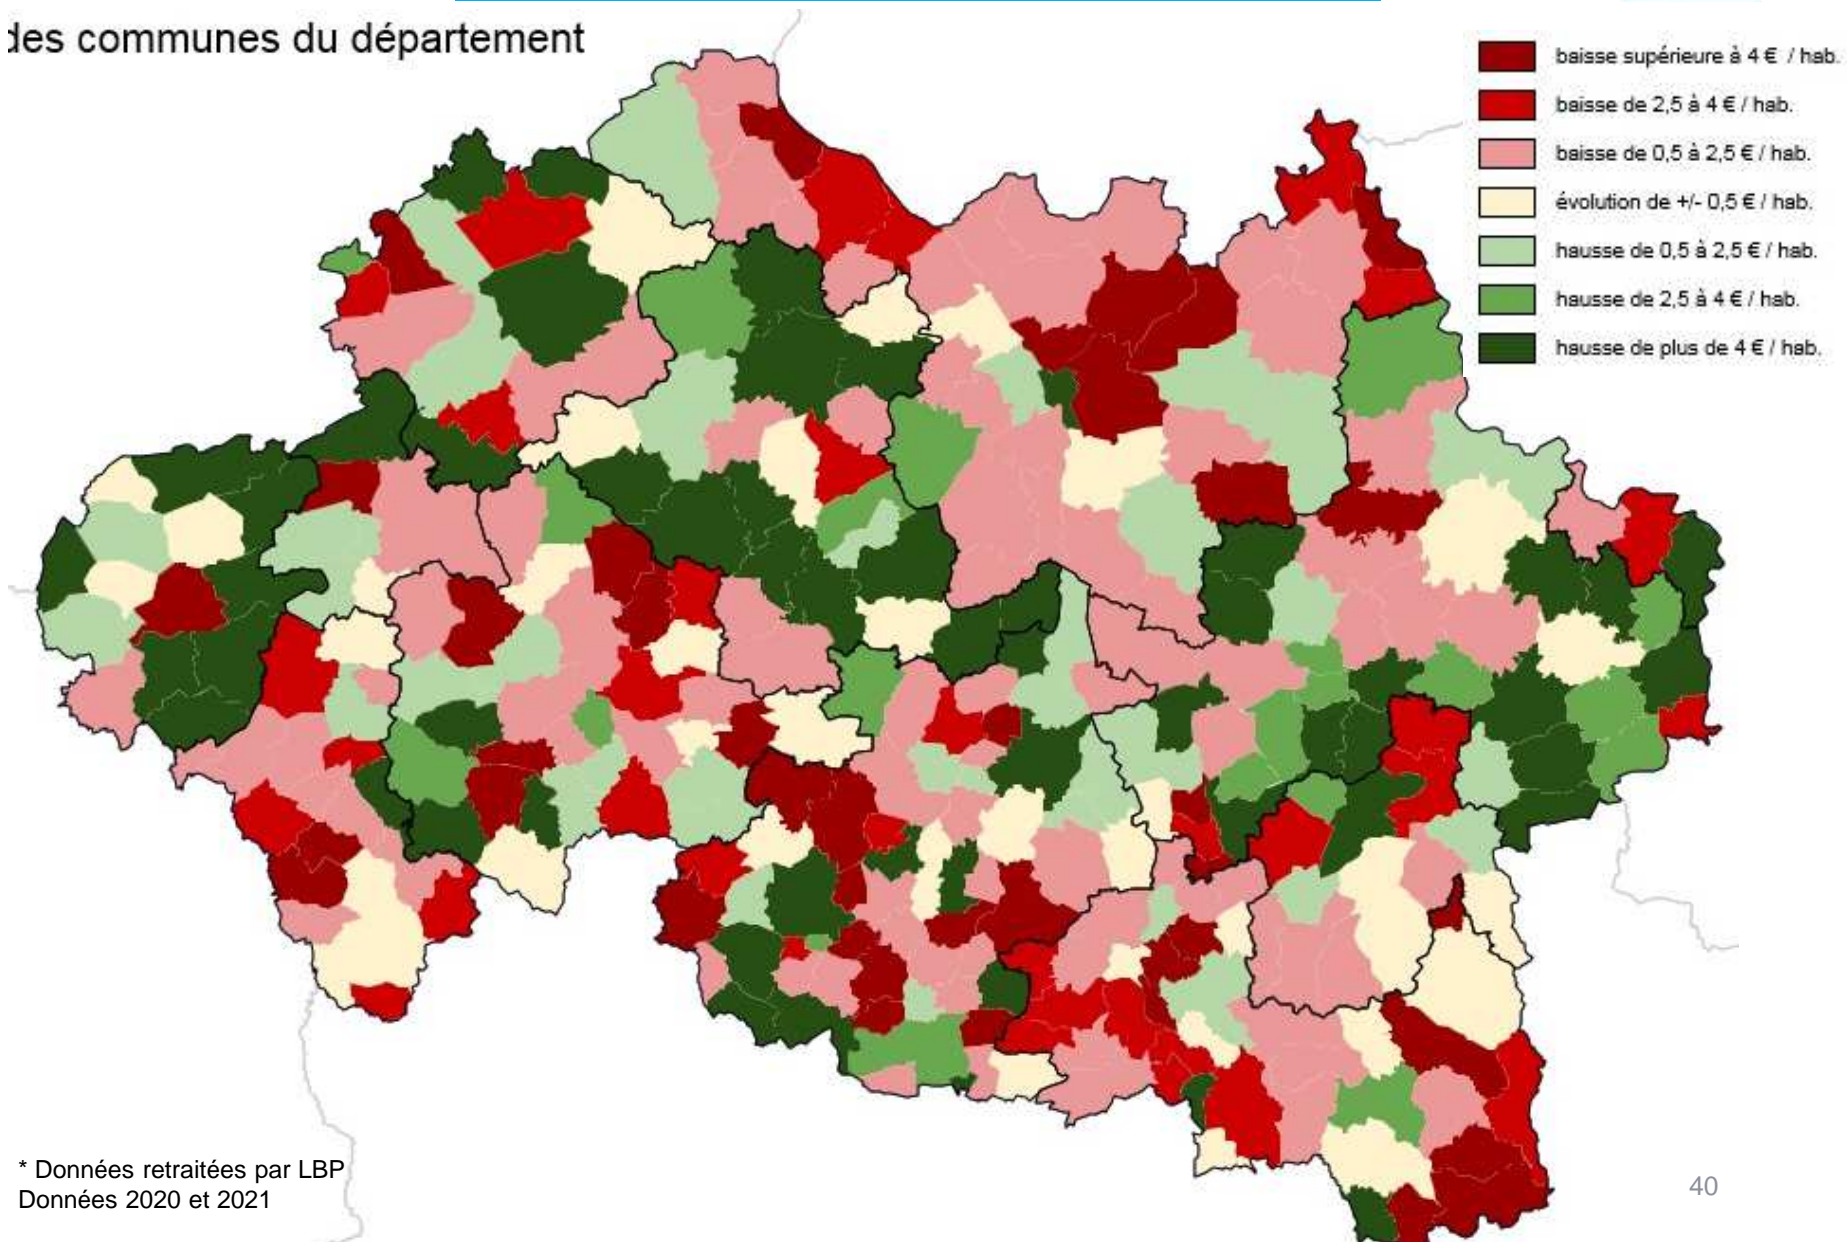 des communes du département
baisse supérieure à 4 € / hab.
baisse de 2,5 à 4 € / hab.
baisse de 0,5 à 2,5 € / hab.
évolution de +/- 0,5 € / hab.
hausse de 0,5 à 2,5 € / hab.
hausse de 2,5 à 4 € / hab.
hausse de plus de 4 € / hab.
* Données retraitées par LBP
Données 2020 et 2021
40